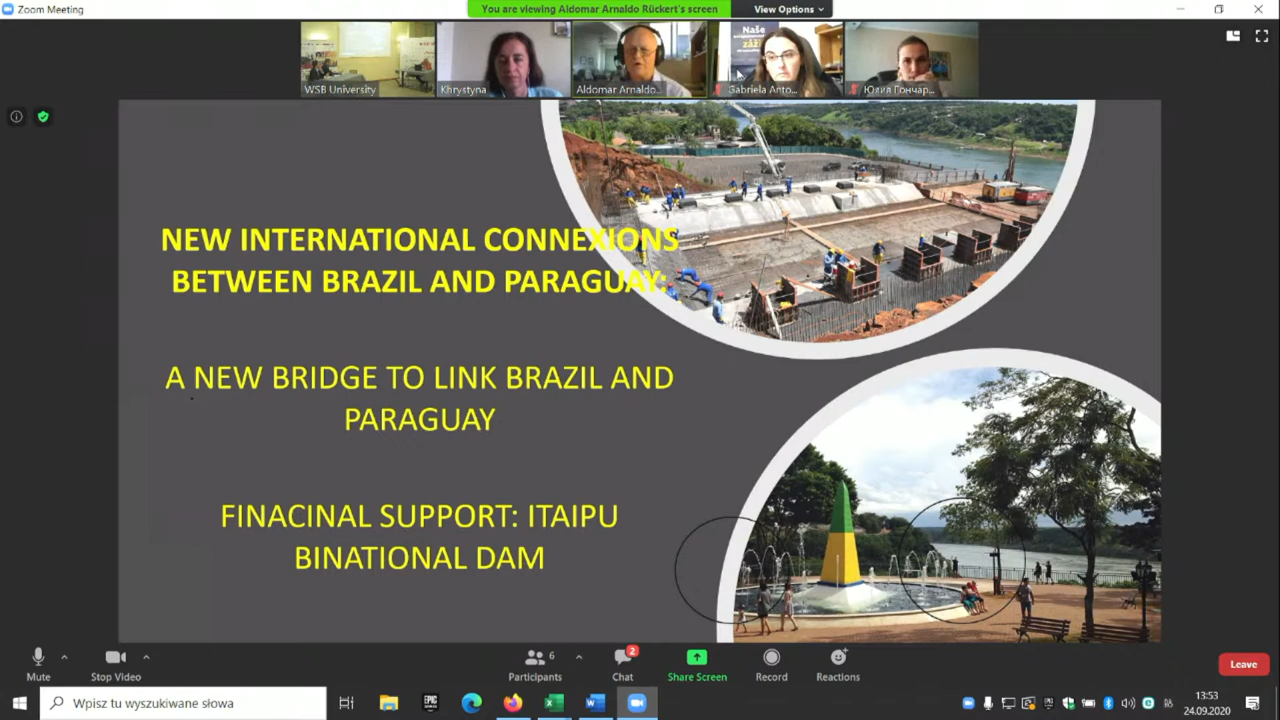 Zoom Meeting
You are viewing Aldomar Arnaldo Rückert's screen
View Options
Naše
záži
WSB University
Khrystyna
Aldomar Arnaldo...
Gabriela Anto...
Юлия Гончар...
NEW INTERNATIONAL CONNEXIONS
BETWEEN BRAZIL AND PARAGUAY:
A NEW BRIDGE TO LINK BRAZIL AND
PARAGUAY
FINACINAL SUPPORT: ITAIPU
BINATIONAL DAM
Mute
Stop Video
6
Participants
2
Chat
Share Screen
Record
Reactions
Leave
Wpisz tu wyszukiwane słowa
EPIC
13:53
24.09.2020